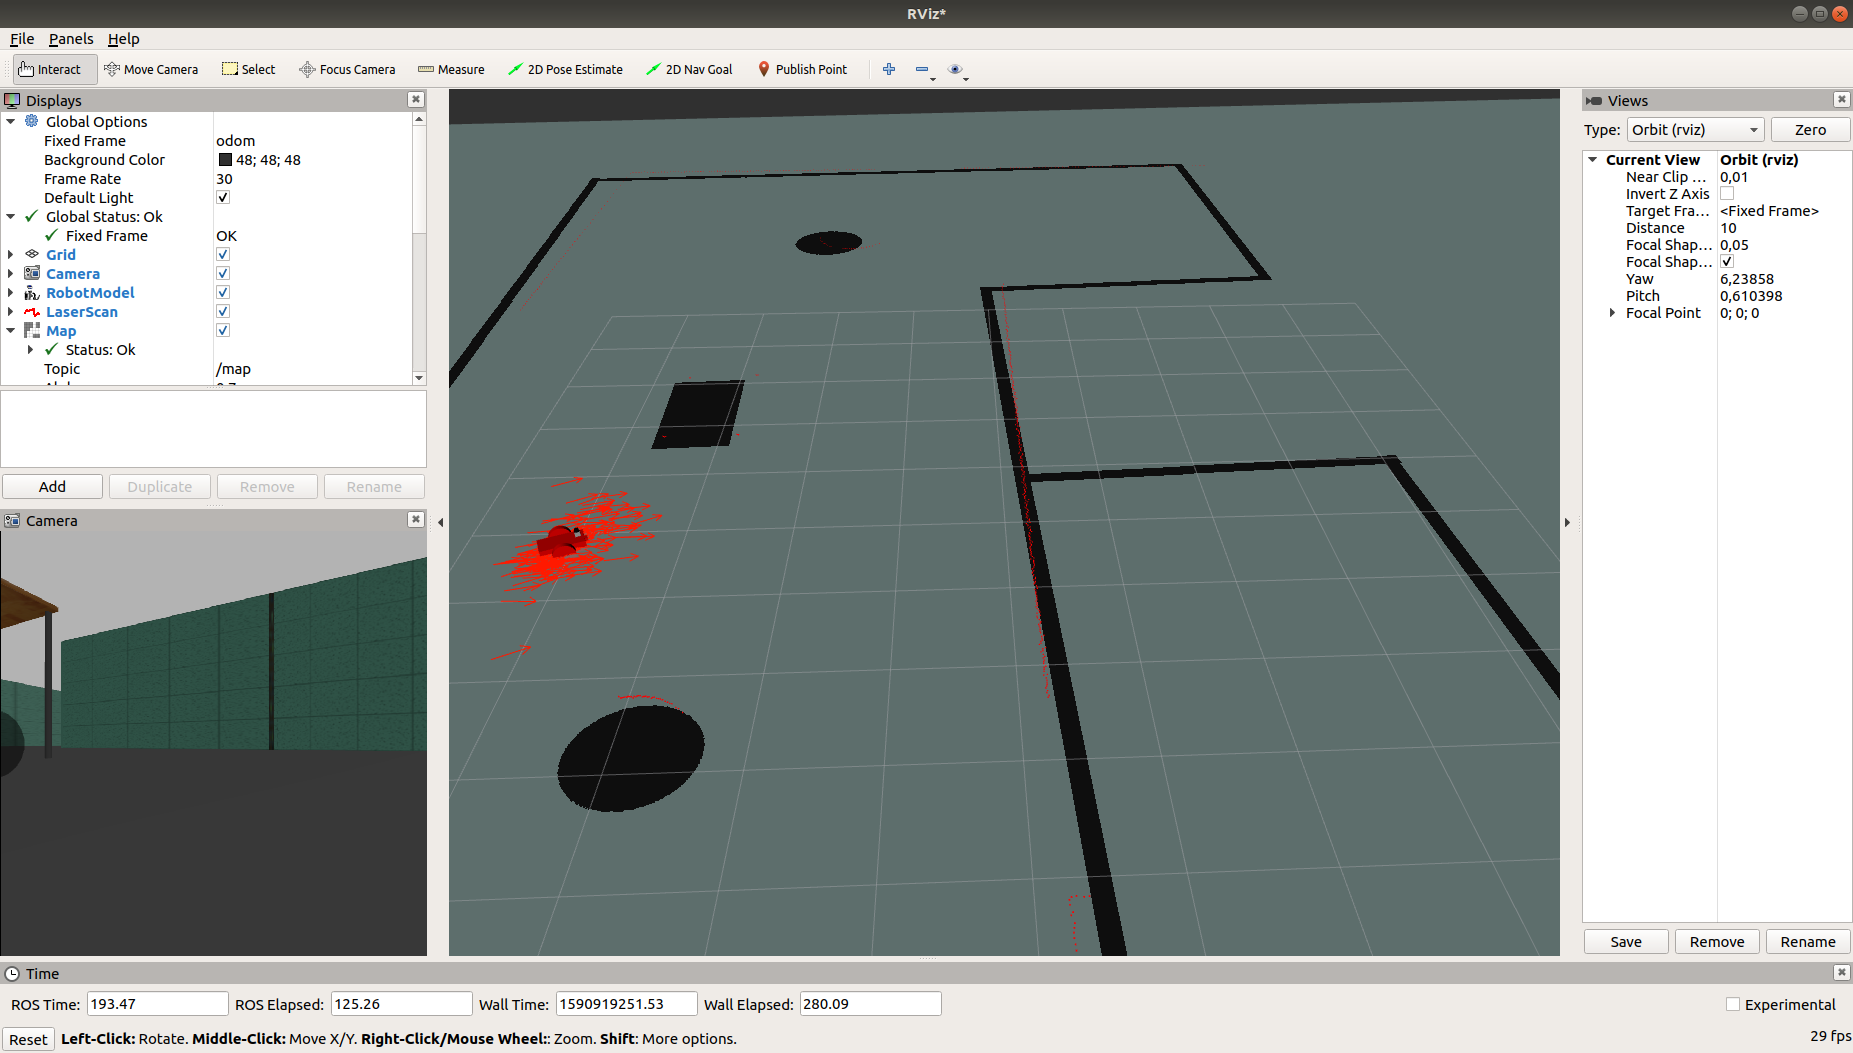 RViz*
File Panels Help
Interact Move Camera Select Focus Camera Measure 2D Pose Estimate 2D Nav Goal Publish Point
Displays
Global Options
Fixed Frame odom
Background Color 48; 48; 48
Frame Rate 30
Default Light
Global Status: Ok
Fixed Frame OK
Grid
Camera
RobotModel
LaserScan
Map
Status: Ok
Topic /map
Add Duplicate Remove Rename
Camera
Views
Type: Orbit (rviz) Zero
Current View Orbit (rviz)
Near Clip ... 0,01
Invert Z Axis
Target Fra... <Fixed Frame>
Distance 10
Focal Shap... 0,05
Focal Shap...
Yaw 6,23858
Pitch 0,610398
Focal Point 0; 0; 0
Save Remove Rename
Time
ROS Time: 193.47 ROS Elapsed: 125.26 Wall Time: 1590919251.53 Wall Elapsed: 280.09 Experimental
Reset Left-Click: Rotate. Middle-Click: Move X/Y. Right-Click/Mouse Wheel:: Zoom. Shift: More options. 29 fps